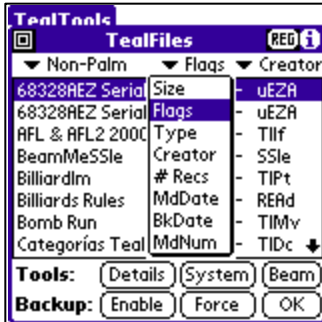 TealTools
TealFiles REG i
Non-Palm Flags Creator
68328AEZ Serial Size - uEZA
68328AEZ Serial Flags - uEZA
AFL & AFL2 2000 Type - TlIf
BeamMeSSle Creator - SSle
BilliardIm # Recs - TlPt
Billiards Rules MdDate - REAd
Bomb Run BkDate - TlMv
Categorías Teal MdNum - TlDc
Tools: Details System Beam
Backup: Enable Force OK